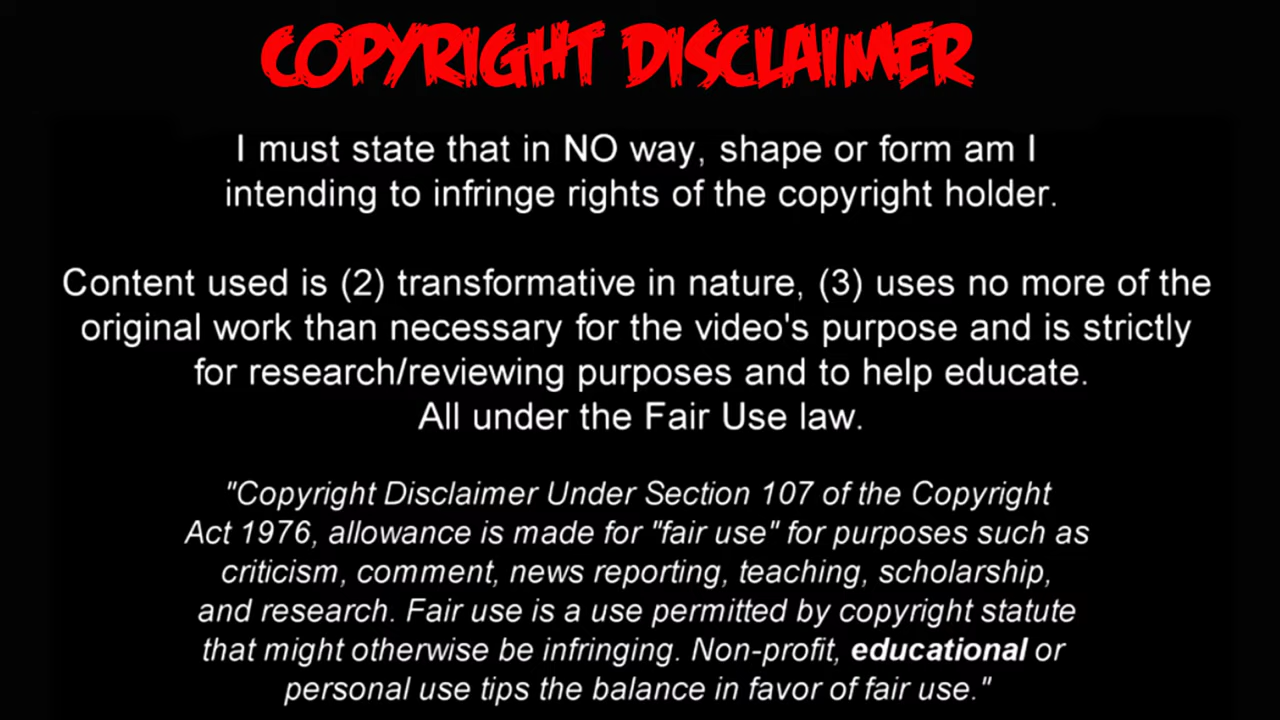 COPYRIGHT DISCLAIMER
I must state that in NO way, shape or form am I
intending to infringe rights of the copyright holder.
Content used is (2) transformative in nature, (3) uses no more of the
original work than necessary for the video's purpose and is strictly
for research/reviewing purposes and to help educate.
All under the Fair Use law.
"Copyright Disclaimer Under Section 107 of the Copyright
Act 1976, allowance is made for "fair use" for purposes such as
criticism, comment, news reporting, teaching, scholarship,
and research. Fair use is a use permitted by copyright statute
that might otherwise be infringing. Non-profit, educational or
personal use tips the balance in favor of fair use."